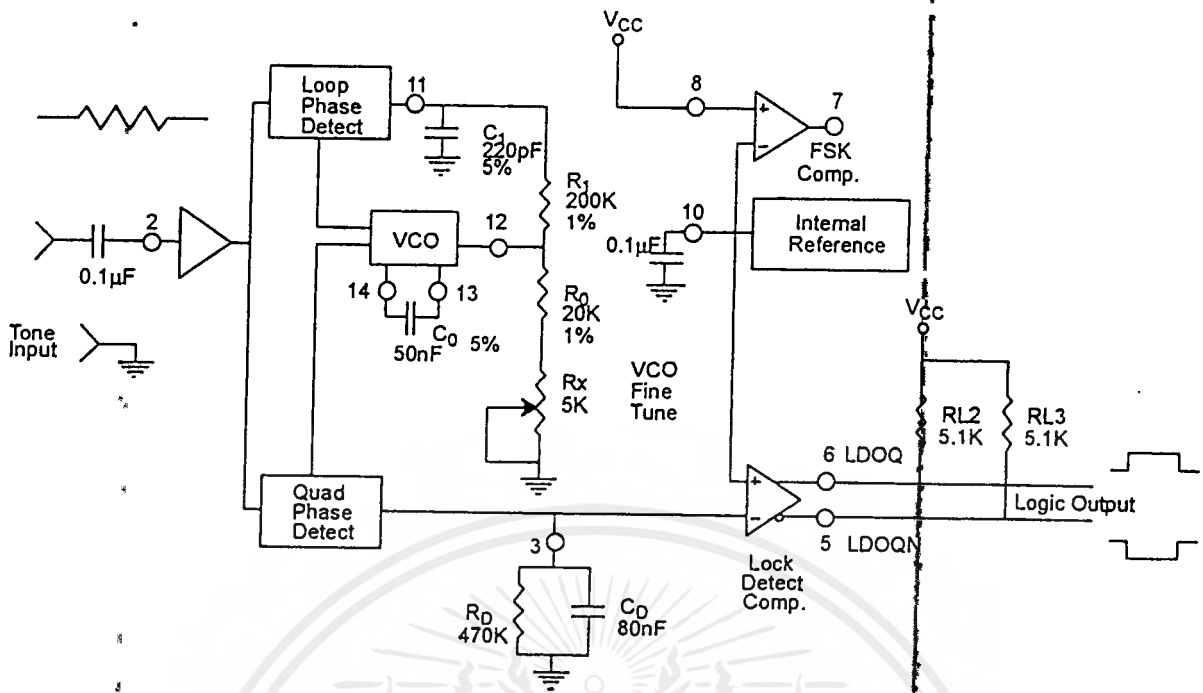 VCC
Loop
Phase
Detect
11
C1
220pF
5%
R1
200K
1%
8
+
−
7
FSK
Comp.
2
0.1µF
VCO
12
14
13
C0 5%
50nF
R0
20K
1%
10
0.1µF
Internal
Reference
Tone
Input
Rx
5K
VCO
Fine
Tune
VCC
RL2
5.1K
RL3
5.1K
Quad
Phase
Detect
3
RD
470K
CD
80nF
+
−
6 LDOQ
5 LDOQN
Logic Output
Lock
Detect
Comp.